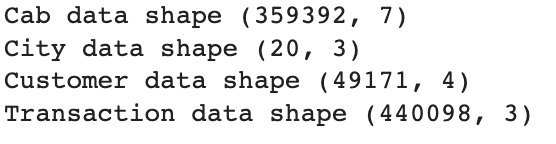 Cab data shape (359392, 7)
City data shape (20, 3)
Customer data shape (49171, 4)
Transaction data shape (440098, 3)